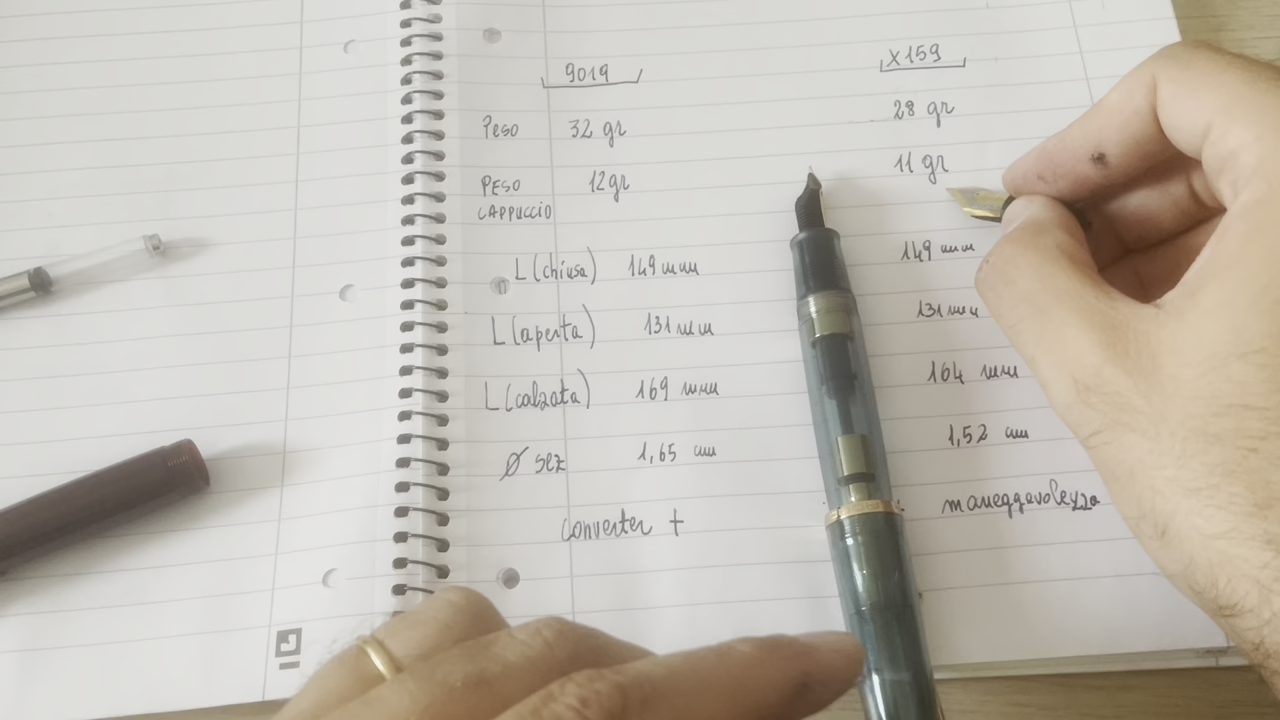 9019 X159
Peso 32 gr 28 gr
PESO CAPPUCCIO 12gr 11 gr
L (chiusa) 149 mm 149 mm
L (aperta) 131 mm 131 mm
L (calzata) 169 mm 164 mm
Ø sez 1,65 cm 1,52 cm
converter + maneggevolezza